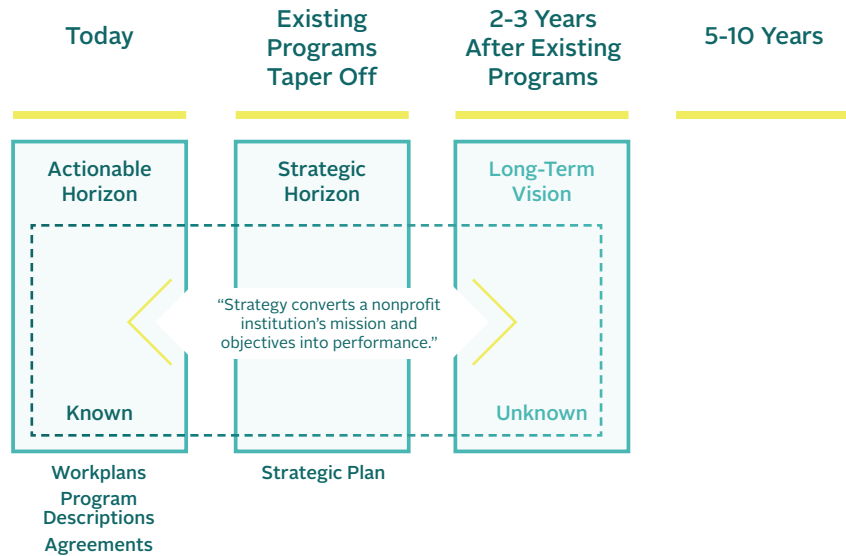 Today
Existing
Programs
Taper Off
2-3 Years
After Existing
Programs
5-10 Years
Actionable
Horizon
Strategic
Horizon
Long-Term
Vision
“Strategy converts a nonprofit
institution’s mission and
objectives into performance.”
Known
Unknown
Workplans
Program
Descriptions
Agreements
Strategic Plan